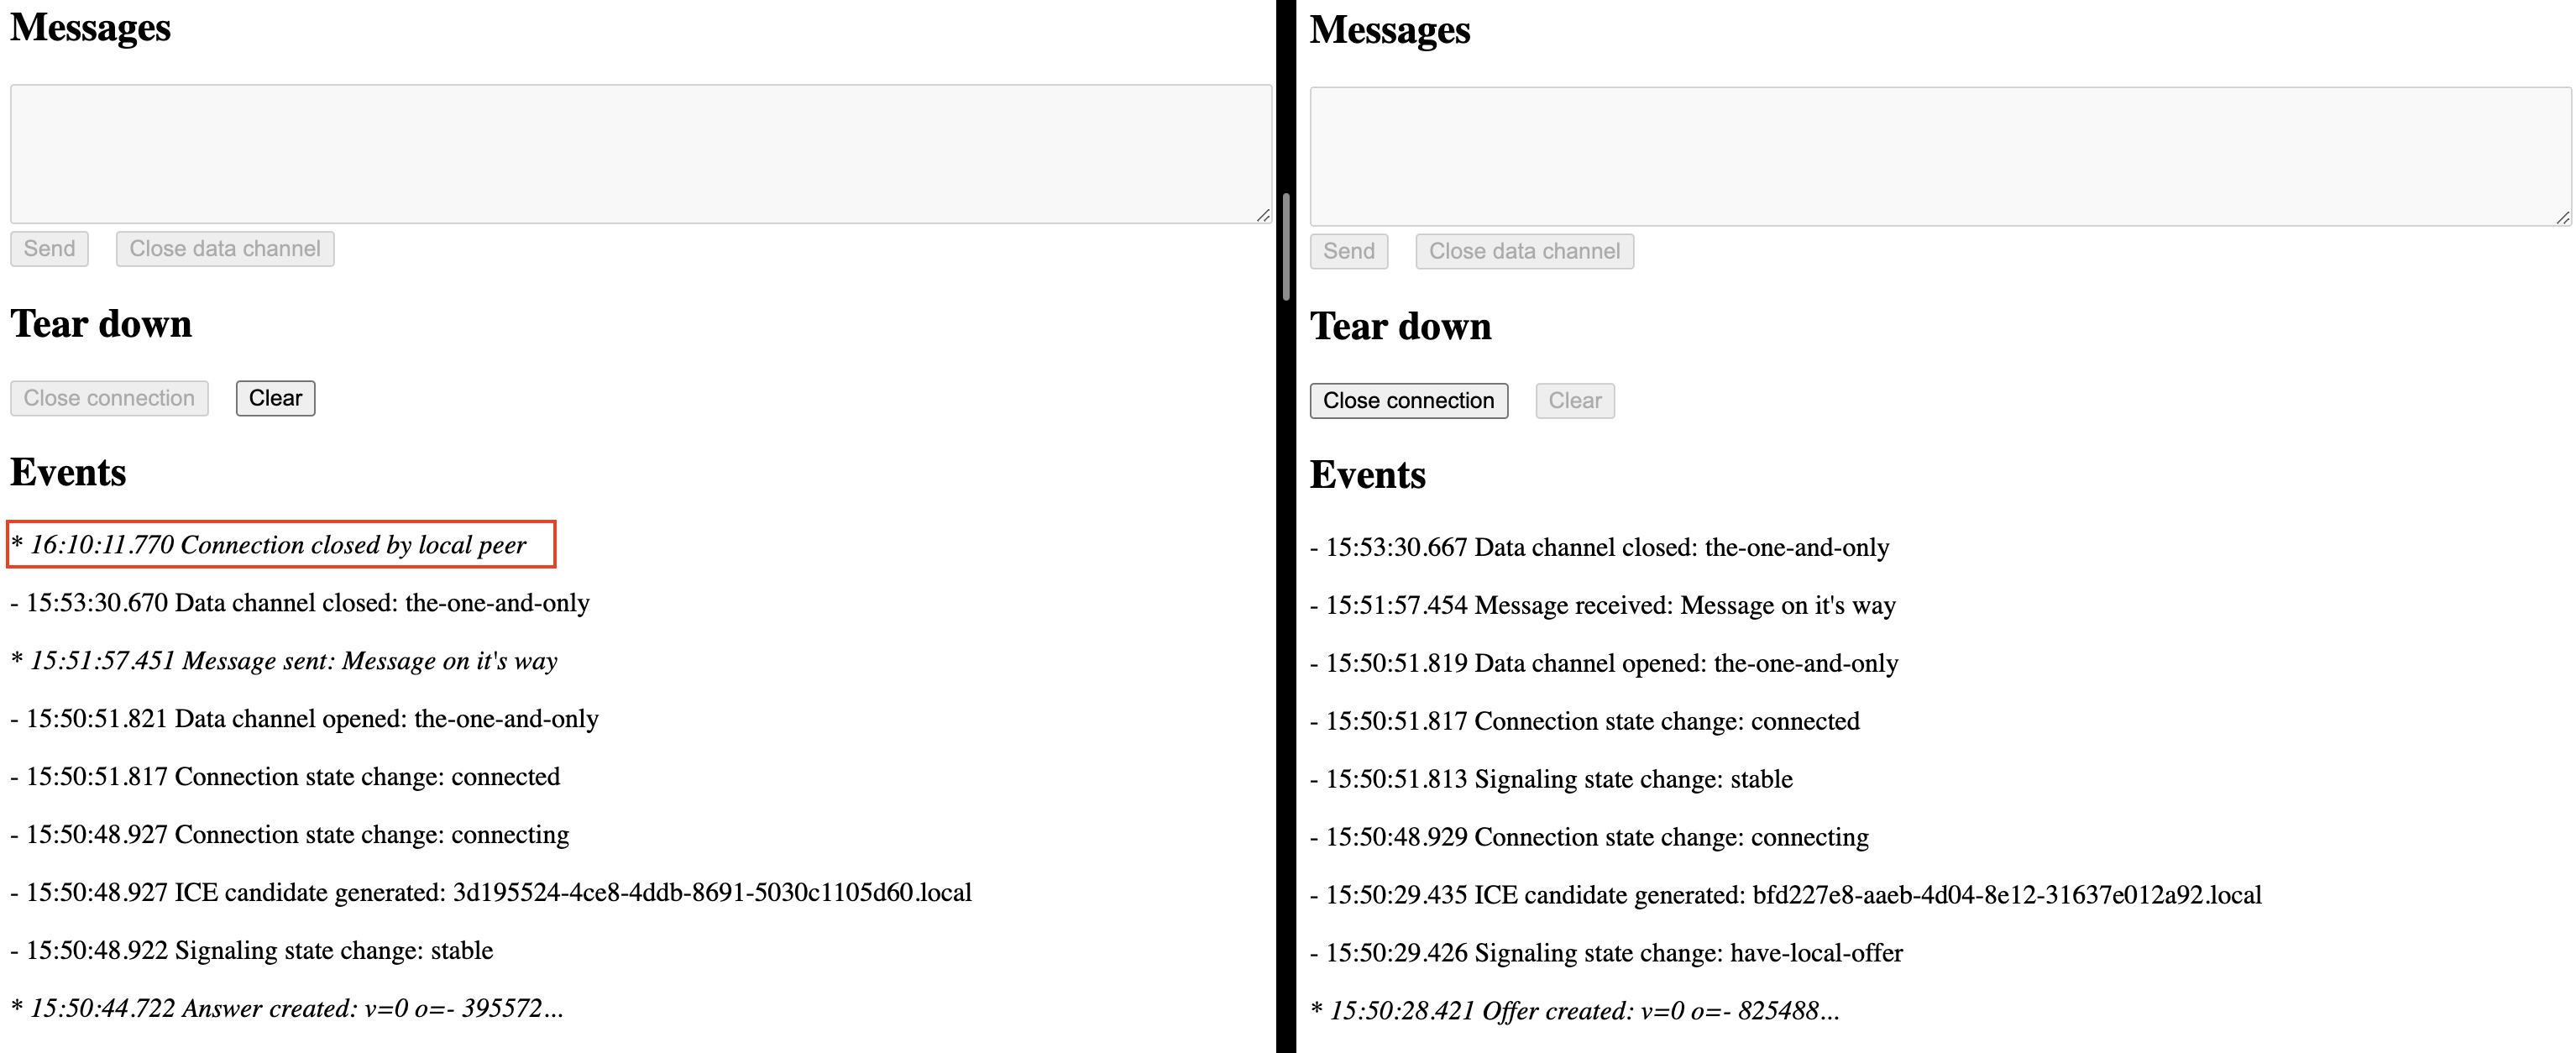 Messages
Send
Close data channel
Tear down
Close connection
Clear
Events
* 16:10:11.770 Connection closed by local peer
- 15:53:30.670 Data channel closed: the-one-and-only
* 15:51:57.451 Message sent: Message on it's way
- 15:50:51.821 Data channel opened: the-one-and-only
- 15:50:51.817 Connection state change: connected
- 15:50:48.927 Connection state change: connecting
- 15:50:48.927 ICE candidate generated: 3d195524-4ce8-4ddb-8691-5030c1105d60.local
- 15:50:48.922 Signaling state change: stable
* 15:50:44.722 Answer created: v=0 o=- 395572...
Messages
Send
Close data channel
Tear down
Close connection
Clear
Events
- 15:53:30.667 Data channel closed: the-one-and-only
- 15:51:57.454 Message received: Message on it's way
- 15:50:51.819 Data channel opened: the-one-and-only
- 15:50:51.817 Connection state change: connected
- 15:50:51.813 Signaling state change: stable
- 15:50:48.929 Connection state change: connecting
- 15:50:29.435 ICE candidate generated: bfd227e8-aaeb-4d04-8e12-31637e012a92.local
- 15:50:29.426 Signaling state change: have-local-offer
* 15:50:28.421 Offer created: v=0 o=- 825488...